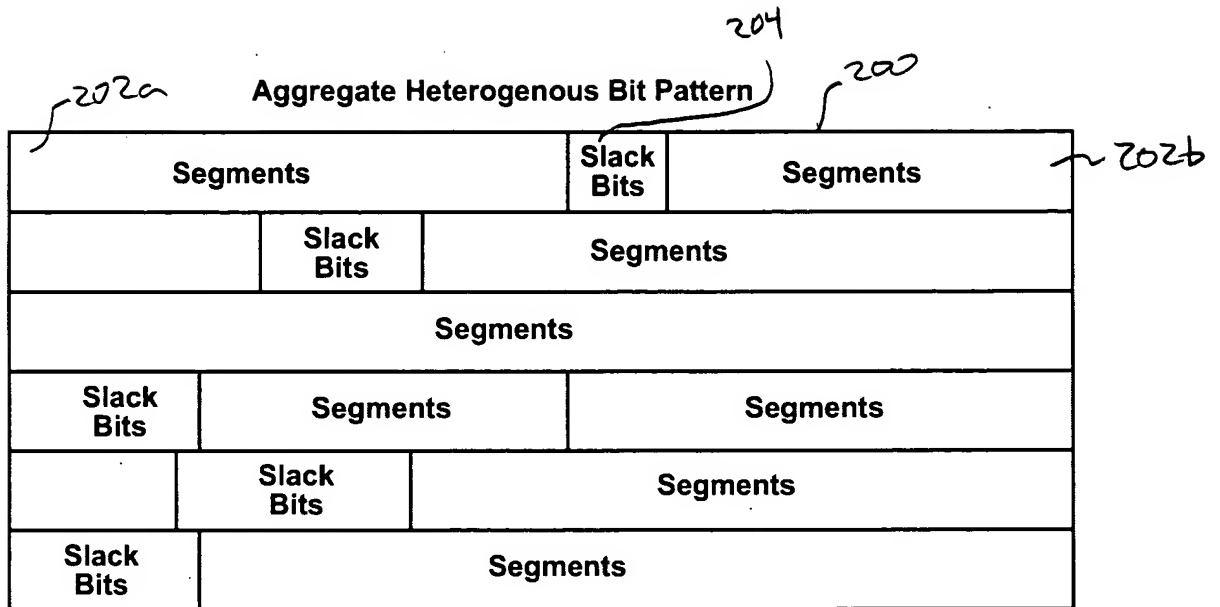 204
202a
Aggregate Heterogenous Bit Pattern
200
Segments
Slack
Bits
Segments
202b
Slack
Bits
Segments
Segments
Slack
Bits
Segments
Segments
Slack
Bits
Segments
Slack
Bits
Segments